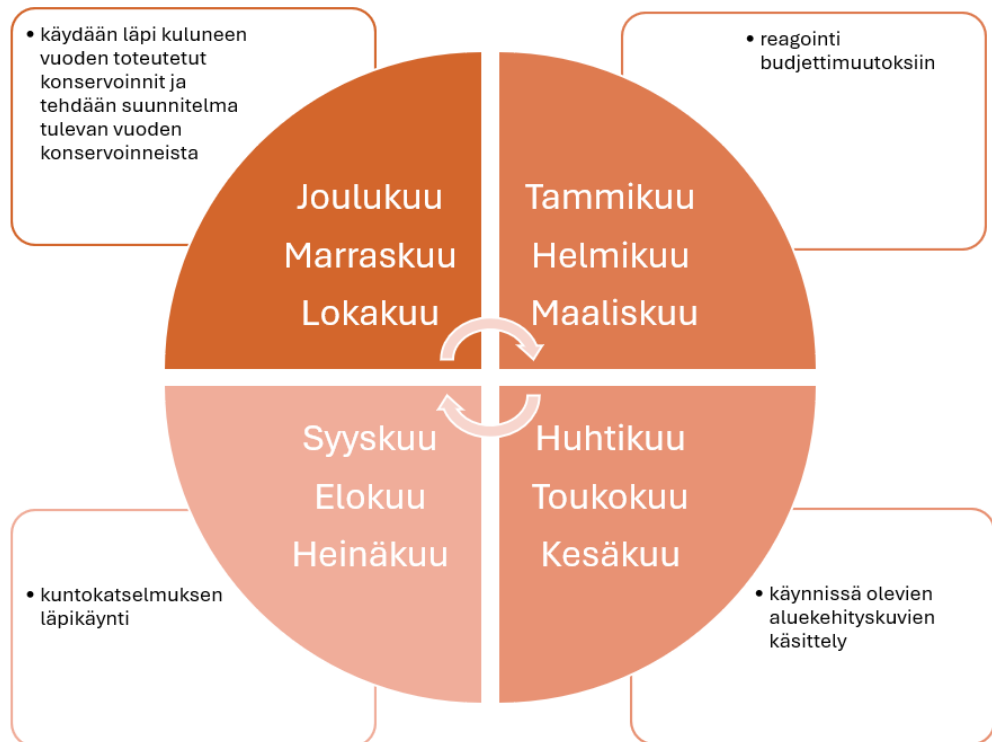 • käydään läpi kuluneen
vuoden toteutetut
konservoinnit ja
tehdään suunnitelma
tulevan vuoden
konservoinneista
• reagointi
budjettimuutoksiin
Joulukuu
Marraskuu
Lokakuu
Tammikuu
Helmikuu
Maaliskuu
Syyskuu
Elokuu
Heinäkuu
Huhtikuu
Toukokuu
Kesäkuu
• kuntokatselmuksen
läpikäynti
• käynnissä olevien
aluekehityskuvien
käsittely